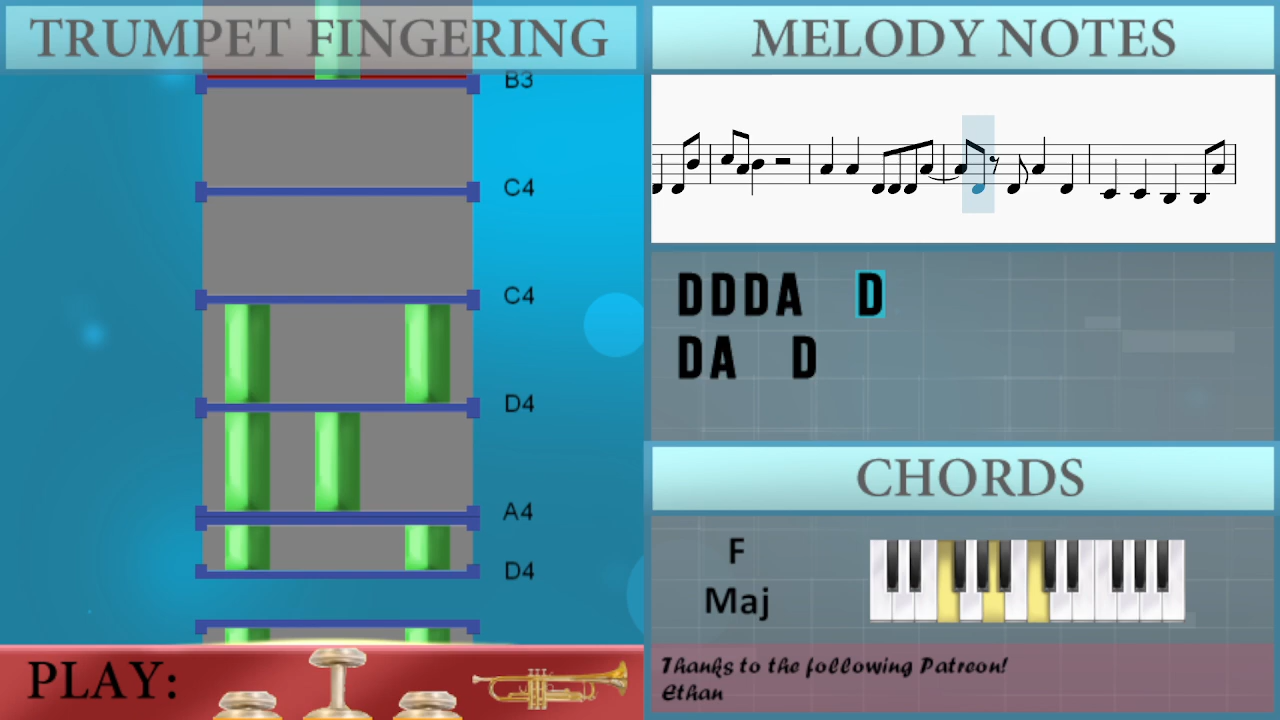 TRUMPET FINGERING
B3
C4
C4
D4
A4
D4
PLAY:
MELODY NOTES
DDDA D
DA D
CHORDS
F
Maj
Thanks to the following Patreon!
Ethan